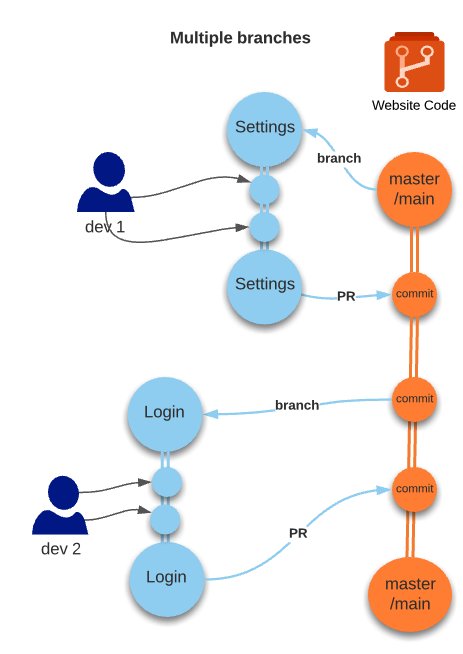 Multiple branches
Website Code
Settings
branch
master
/main
dev 1
Settings
PR
commit
Login
branch
commit
commit
dev 2
PR
Login
master
/main